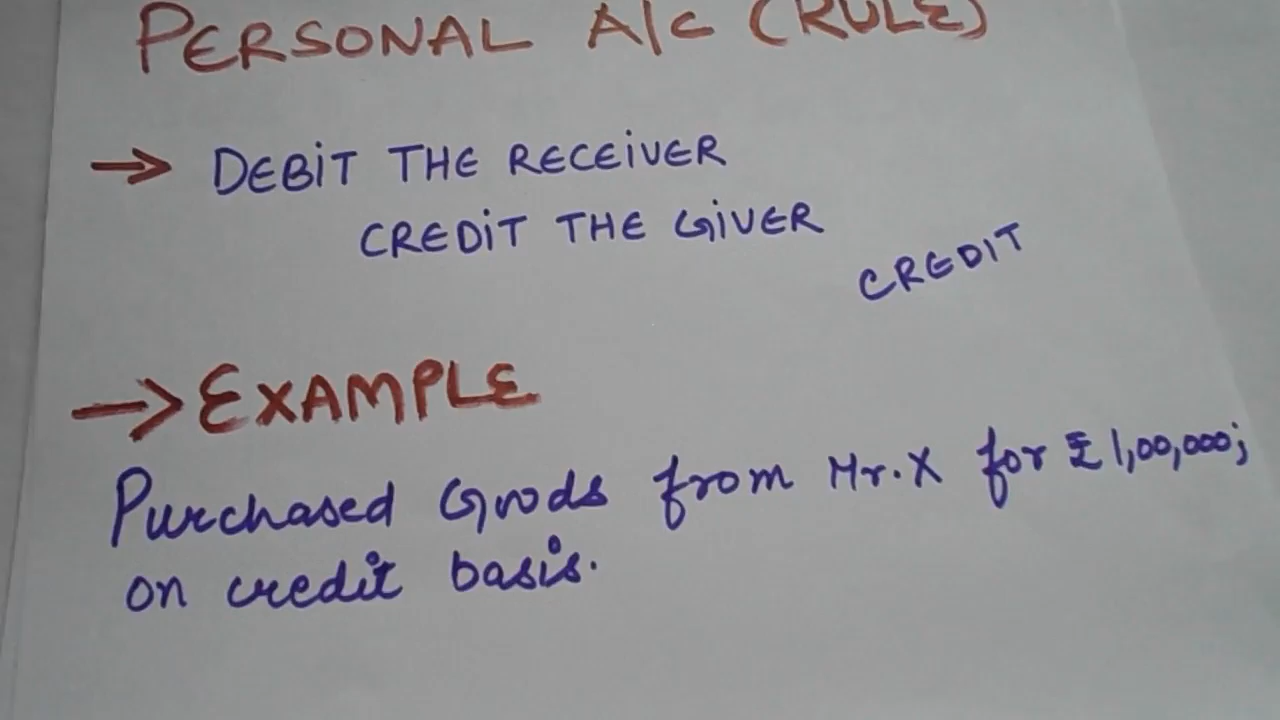 PERSONAL A/C (RULE)
→ DEBIT THE RECEIVER
CREDIT THE GIVER
CREDIT
→ EXAMPLE
Purchased Goods from Mr. X for ₹ 1,00,000;
on credit basis.